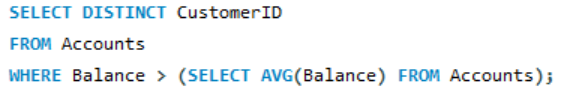 SELECT DISTINCT CustomerID
FROM Accounts
WHERE Balance > (SELECT AVG(Balance) FROM Accounts);